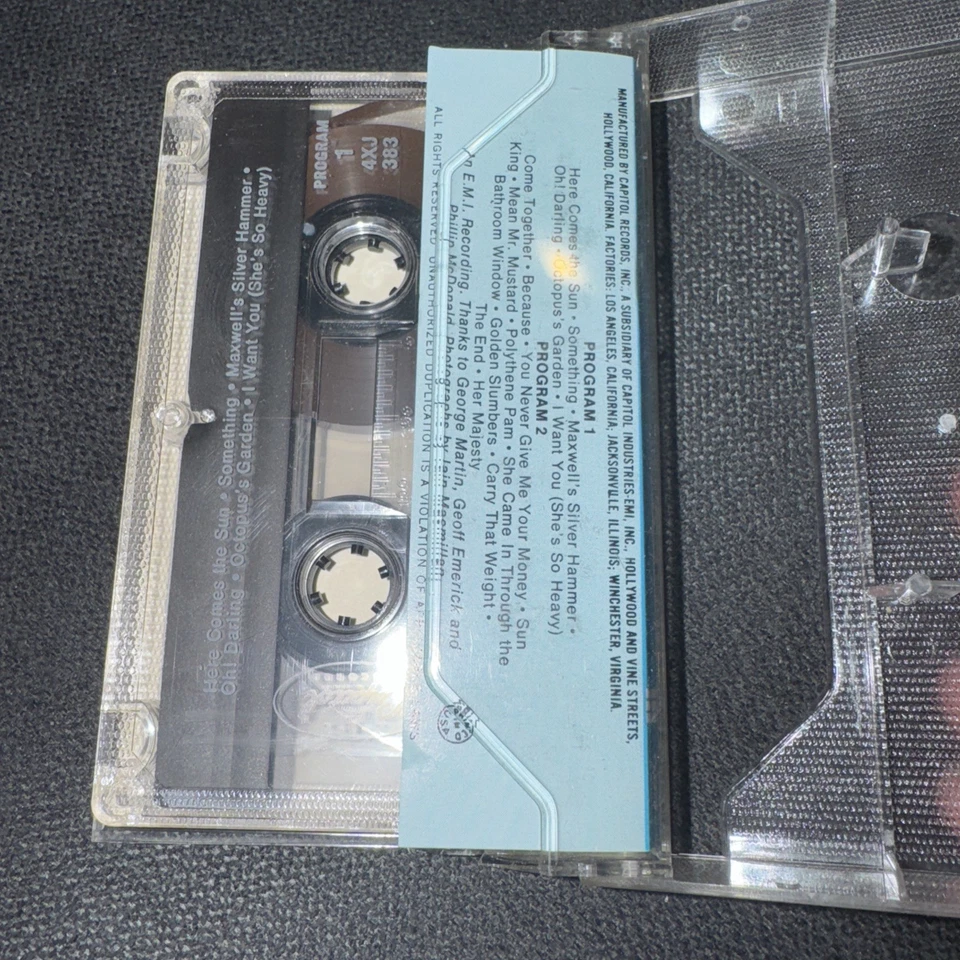 MANUFACTURED BY CAPITOL RECORDS, INC., A SUBSIDIARY OF CAPITOL INDUSTRIES-EMI, INC., HOLLYWOOD AND VINE STREETS,
HOLLYWOOD, CALIFORNIA. FACTORIES: LOS ANGELES, CALIFORNIA; JACKSONVILLE, ILLINOIS; WINCHESTER, VIRGINIA.
PROGRAM 1
Here Comes the Sun • Something • Maxwell's Silver Hammer •
Oh! Darling • Octopus's Garden • I Want You (She's So Heavy)
PROGRAM 2
Come Together • Because • You Never Give Me Your Money • Sun
King • Mean Mr. Mustard • Polythene Pam • She Came In Through the
Bathroom Window • Golden Slumbers • Carry That Weight •
The End • Her Majesty
An E.M.I. Recording. Thanks to George Martin, Geoff Emerick and
Phillip McDonald. Photographs by Iain Macmillan
ALL RIGHTS RESERVED UNAUTHORIZED DUPLICATION IS A VIOLATION OF
PROGRAM
1
4XJ
383
Here Comes the Sun • Something • Maxwell's Silver Hammer •
Oh! Darling • Octopus's Garden • I Want You (She's So Heavy)